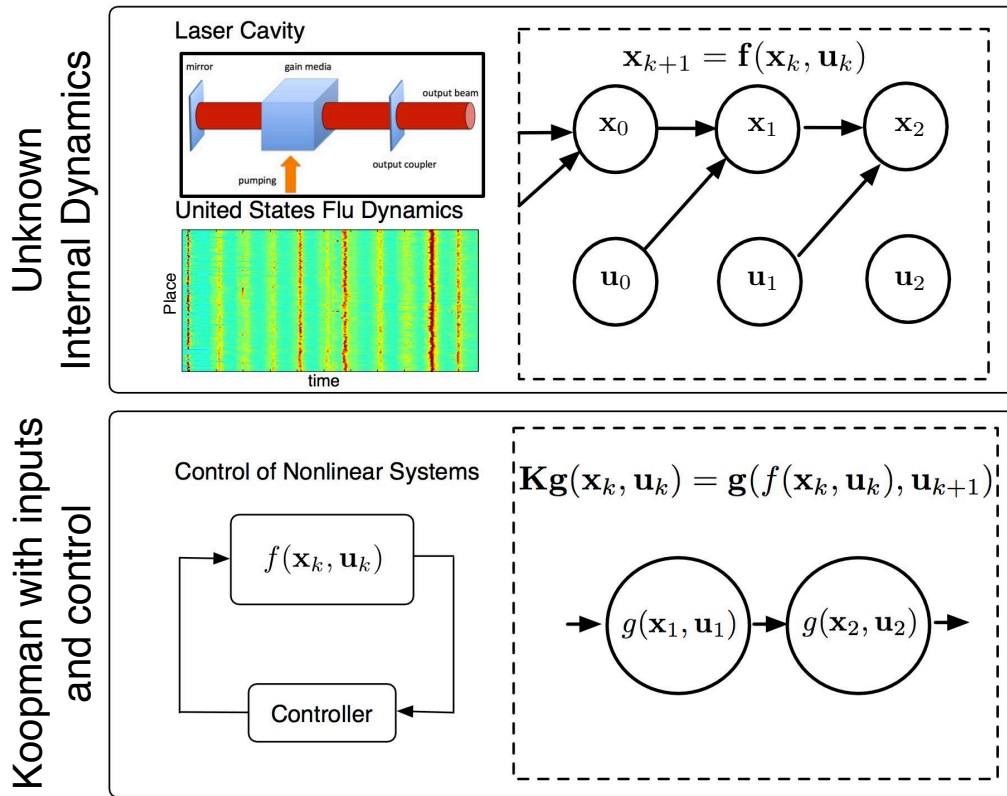 Unknown
Internal Dynamics
Laser Cavity
mirror
gain media
output beam
output coupler
pumping
United States Flu Dynamics
Place
time
𝐱ₖ₊₁ = 𝐟(𝐱ₖ, 𝐮ₖ)
𝐱₀ 𝐱₁ 𝐱₂
𝐮₀ 𝐮₁ 𝐮₂
Koopman with inputs
and control
Control of Nonlinear Systems
f(𝐱ₖ, 𝐮ₖ)
Controller
𝐊𝐠(𝐱ₖ, 𝐮ₖ) = 𝐠(f(𝐱ₖ, 𝐮ₖ), 𝐮ₖ₊₁)
g(𝐱₁, 𝐮₁) g(𝐱₂, 𝐮₂)